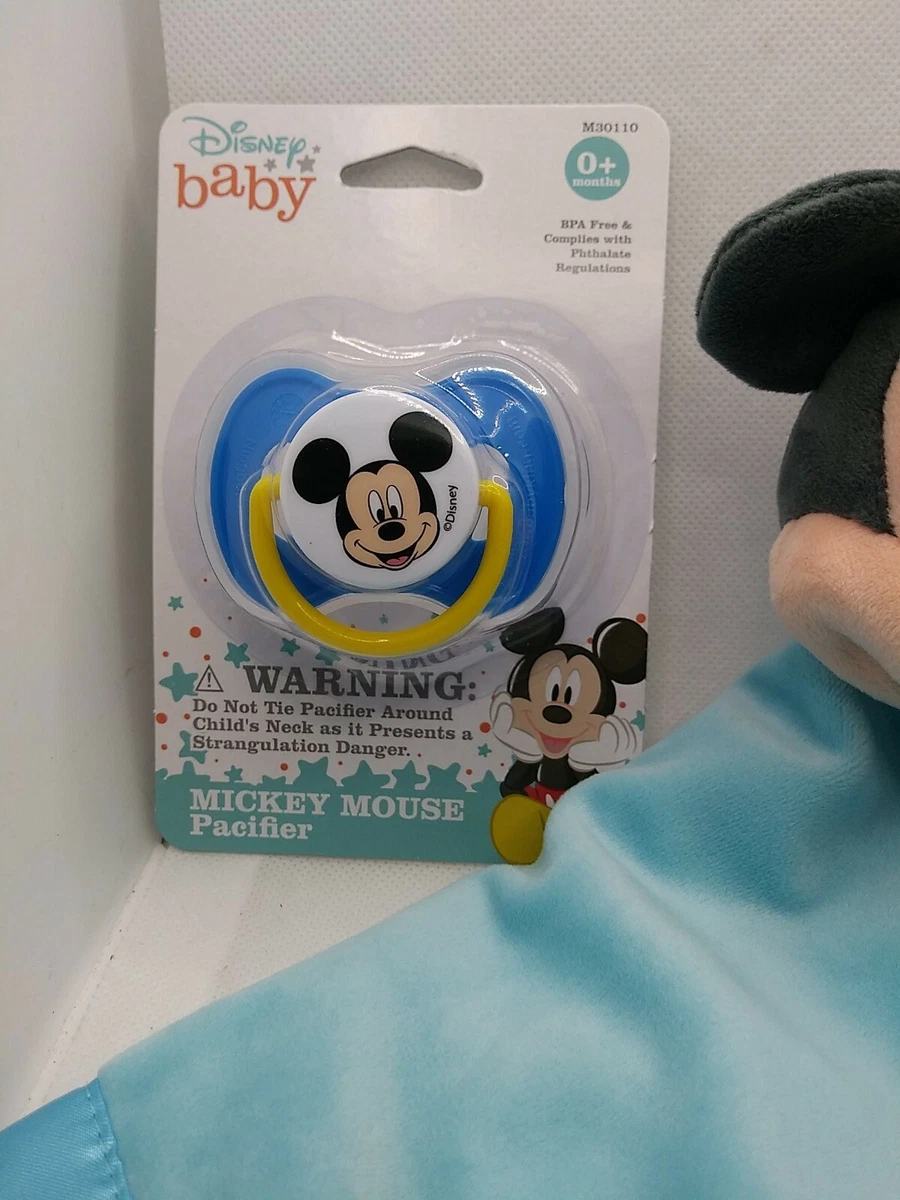 Disney
baby
M30110
0+
months
BPA Free &
Complies with
Phthalate
Regulations
©Disney
WARNING:
Do Not Tie Pacifier Around
Child's Neck as it Presents a
Strangulation Danger.
MICKEY MOUSE
Pacifier